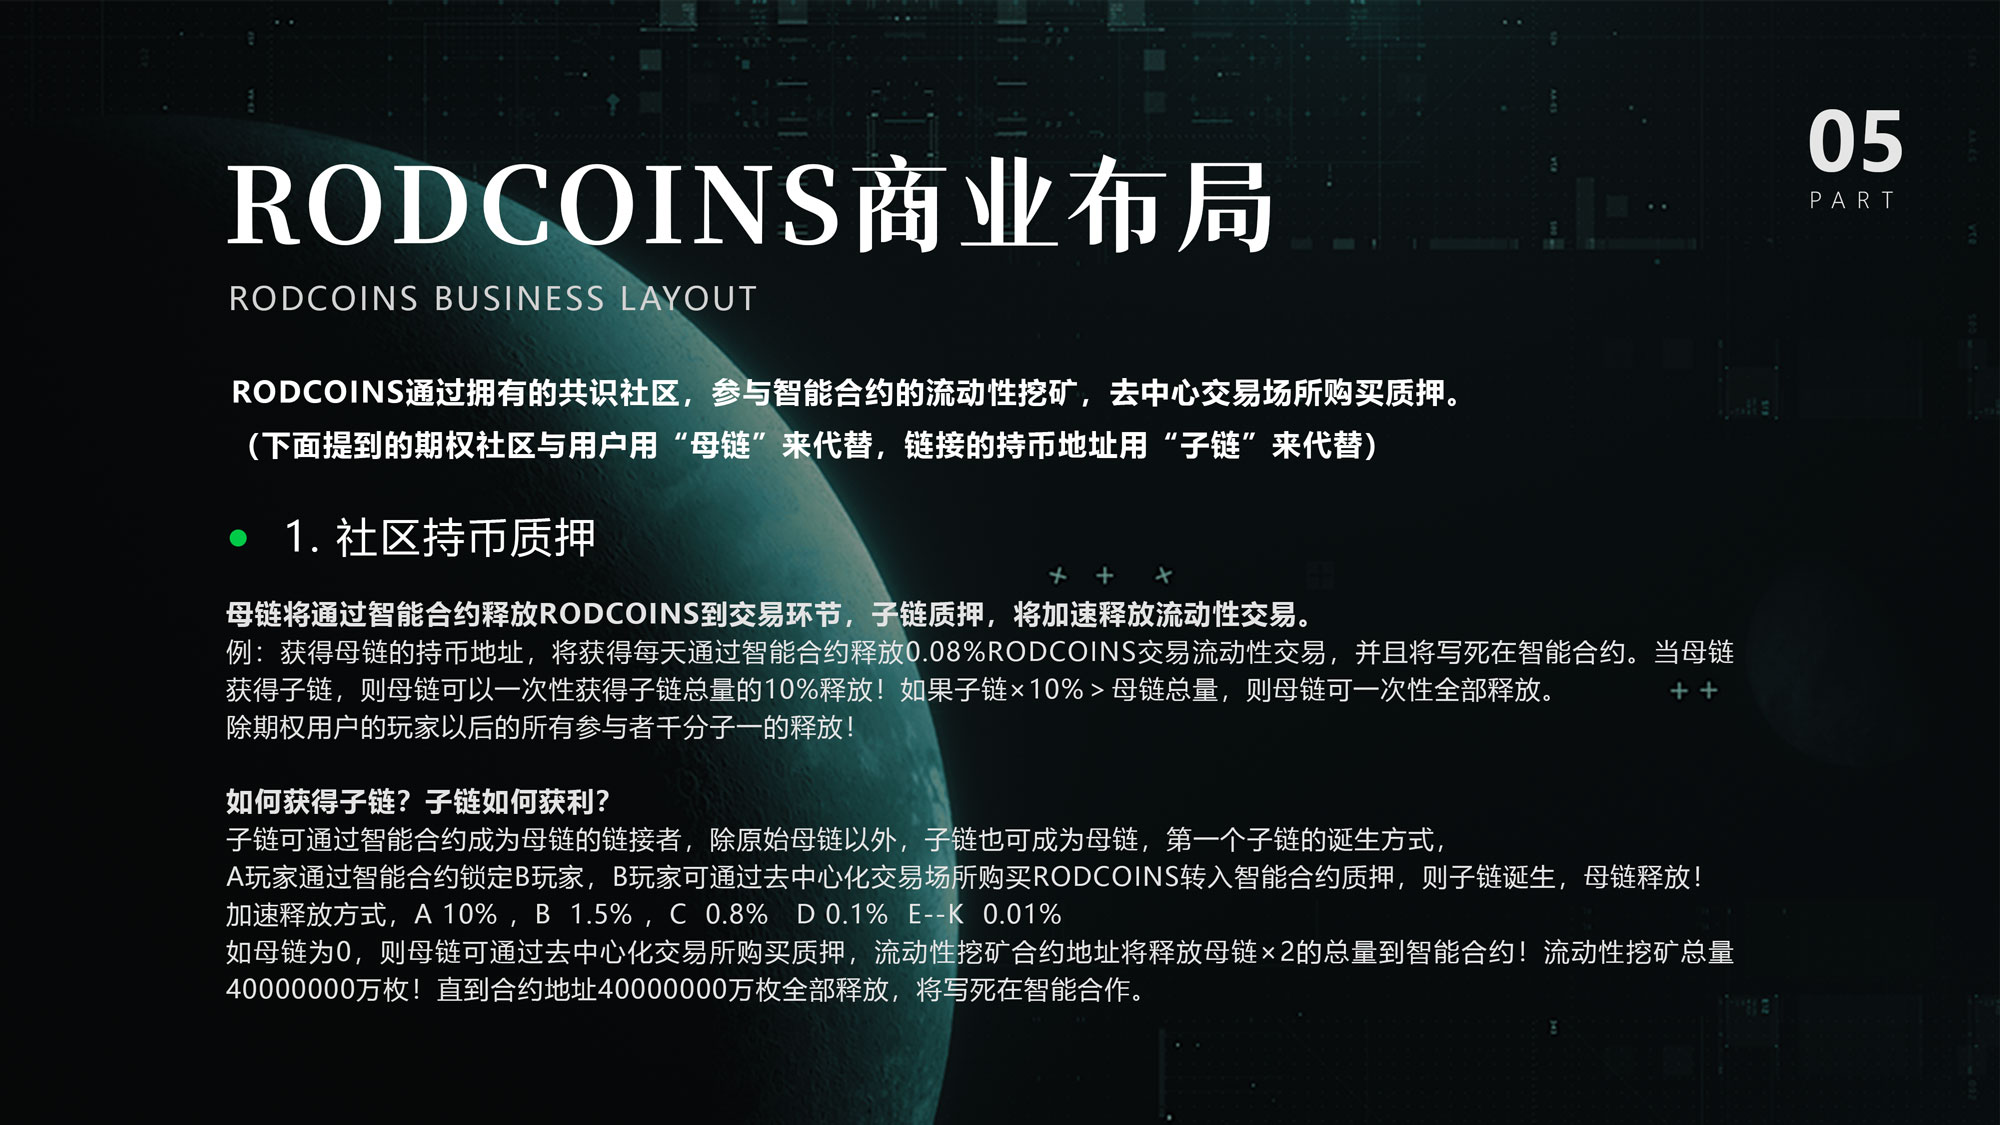 05
PART
RODCOINS商业布局
RODCOINS BUSINESS LAYOUT
RODCOINS通过拥有的共识社区，参与智能合约的流动性挖矿，去中心交易场所购买质押。
（下面提到的期权社区与用户用“母链”来代替，链接的持币地址用“子链”来代替）
• 1. 社区持币质押
母链将通过智能合约释放RODCOINS到交易环节，子链质押，将加速释放流动性交易。
例：获得母链的持币地址，将获得每天通过智能合约释放0.08%RODCOINS交易流动性交易，并且将写死在智能合约。当母链
获得子链，则母链可以一次性获得子链总量的10%释放！如果子链×10%＞母链总量，则母链可一次性全部释放。
除期权用户的玩家以后的所有参与者千分子一的释放！
如何获得子链？子链如何获利？
子链可通过智能合约成为母链的链接者，除原始母链以外，子链也可成为母链，第一个子链的诞生方式，
A玩家通过智能合约锁定B玩家，B玩家可通过去中心化交易场所购买RODCOINS转入智能合约质押，则子链诞生，母链释放！
加速释放方式，A 10% ，B 1.5% ，C 0.8% D 0.1% E--K 0.01%
如母链为0，则母链可通过去中心化交易所购买质押，流动性挖矿合约地址将释放母链×2的总量到智能合约！流动性挖矿总量
40000000万枚！直到合约地址40000000万枚全部释放，将写死在智能合作。